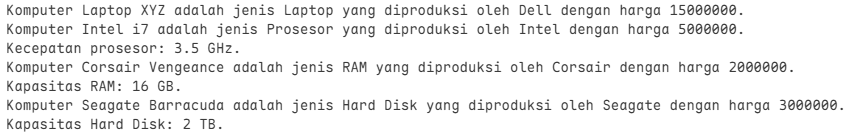 Komputer Laptop XYZ adalah jenis Laptop yang diproduksi oleh Dell dengan harga 15000000.
Komputer Intel i7 adalah jenis Prosesor yang diproduksi oleh Intel dengan harga 5000000.
Kecepatan prosesor: 3.5 GHz.
Komputer Corsair Vengeance adalah jenis RAM yang diproduksi oleh Corsair dengan harga 2000000.
Kapasitas RAM: 16 GB.
Komputer Seagate Barracuda adalah jenis Hard Disk yang diproduksi oleh Seagate dengan harga 3000000.
Kapasitas Hard Disk: 2 TB.